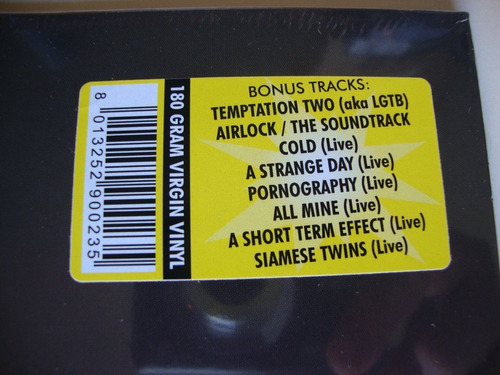 BONUS TRACKS:
TEMPTATION TWO (aka LGTB)
AIRLOCK / THE SOUNDTRACK
COLD (Live)
A STRANGE DAY (Live)
PORNOGRAPHY (Live)
ALL MINE (Live)
A SHORT TERM EFFECT (Live)
SIAMESE TWINS (Live)
180 GRAM VIRGIN VINYL
8 013252 900235